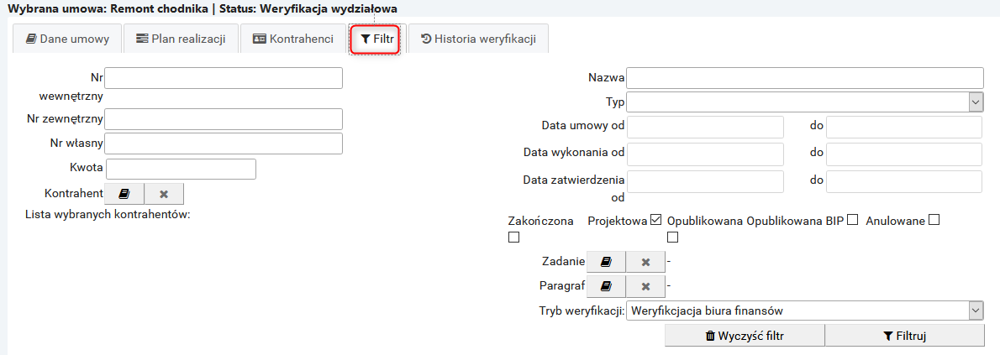 Wybrana umowa: Remont chodnika | Status: Weryfikacja wydziałowa
Dane umowy Plan realizacji Kontrahenci Filtr Historia weryfikacji
Nr wewnętrzny
Nazwa
Typ
Nr zewnętrzny
Data umowy od do
Nr własny
Data wykonania od do
Kwota
Data zatwierdzenia od do
Kontrahent
Lista wybranych kontrahentów:
Zakończona Projektowa Opublikowana Opublikowana BIP Anulowane
Zadanie -
Paragraf -
Tryb weryfikacji: Weryfikcjacja biura finansów
Wyczyść filtr Filtruj